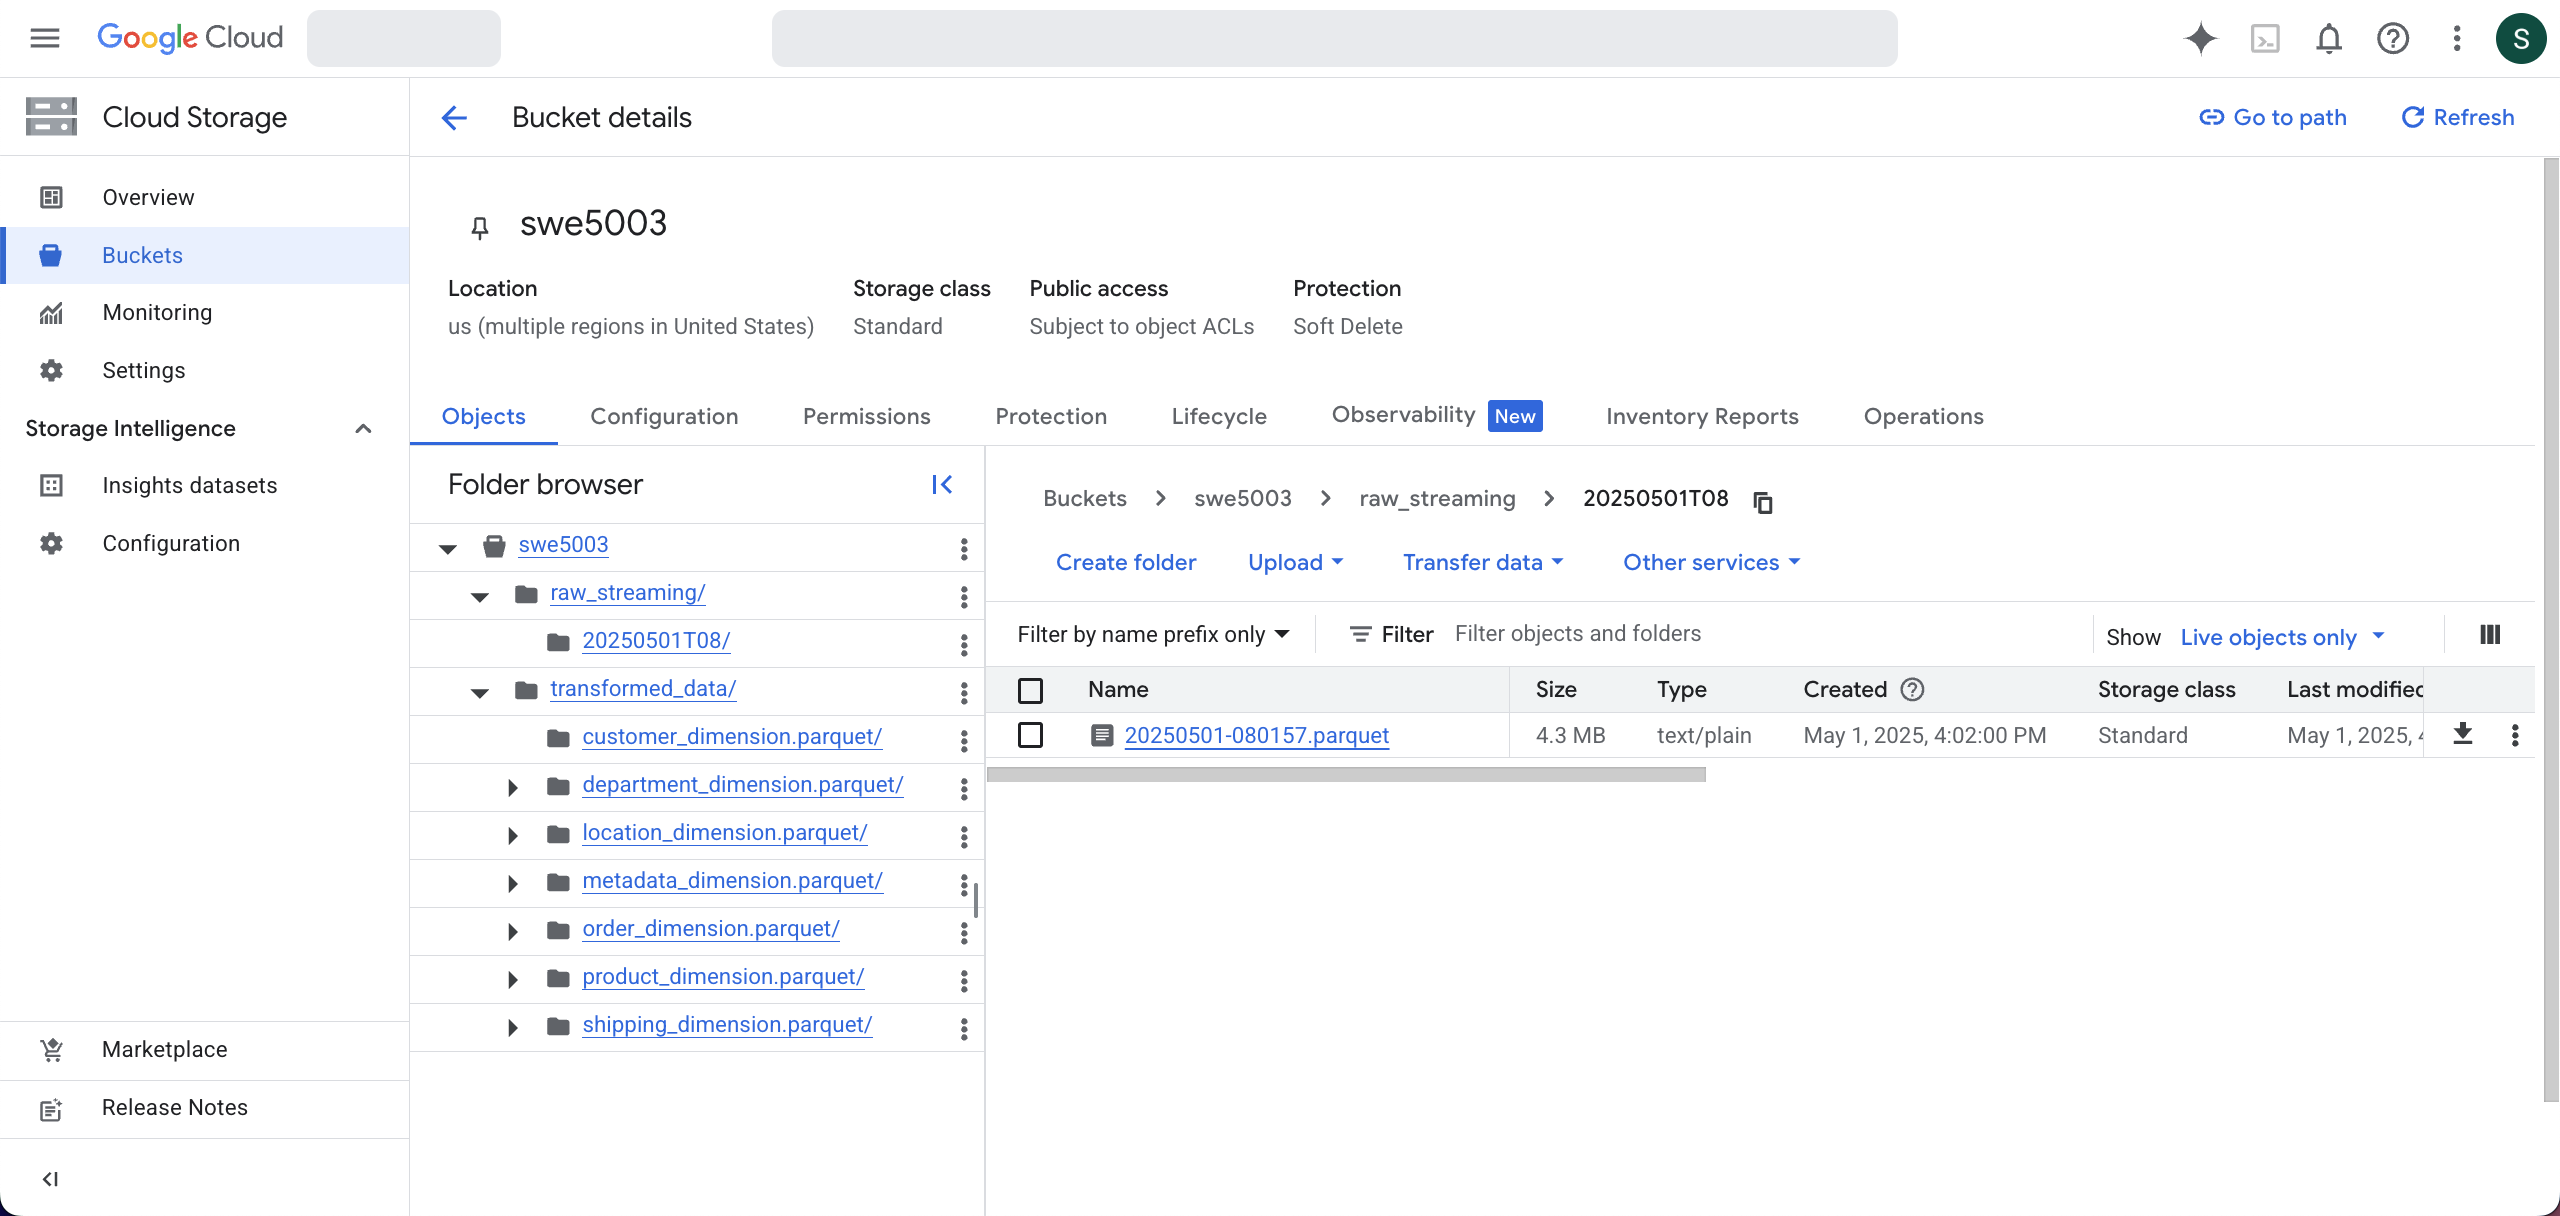 Google Cloud
S
Cloud Storage
Overview
Buckets
Monitoring
Settings
Storage Intelligence
Insights datasets
Configuration
Marketplace
Release Notes
Bucket details
Go to path
Refresh
swe5003
Location
us (multiple regions in United States)
Storage class
Standard
Public access
Subject to object ACLs
Protection
Soft Delete
Objects Configuration Permissions Protection Lifecycle Observability New Inventory Reports Operations
Folder browser
swe5003
raw_streaming/
20250501T08/
transformed_data/
customer_dimension.parquet/
department_dimension.parquet/
location_dimension.parquet/
metadata_dimension.parquet/
order_dimension.parquet/
product_dimension.parquet/
shipping_dimension.parquet/
Buckets > swe5003 > raw_streaming > 20250501T08
Create folder Upload Transfer data Other services
Filter by name prefix only Filter Filter objects and folders Show Live objects only
Name Size Type Created Storage class Last modified
20250501-080157.parquet 4.3 MB text/plain May 1, 2025, 4:02:00 PM Standard May 1, 2025,